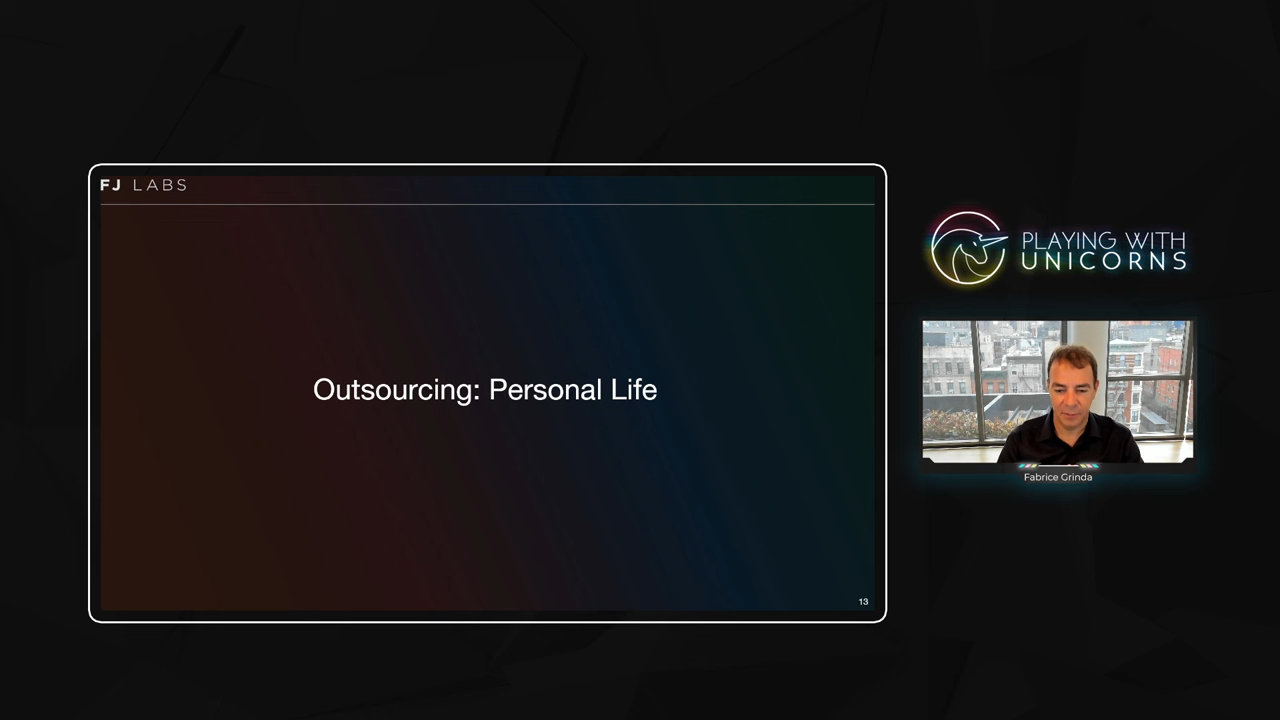 FJ LABS
Outsourcing: Personal Life
13
PLAYING WITH
UNICORNS
Fabrice Grinda